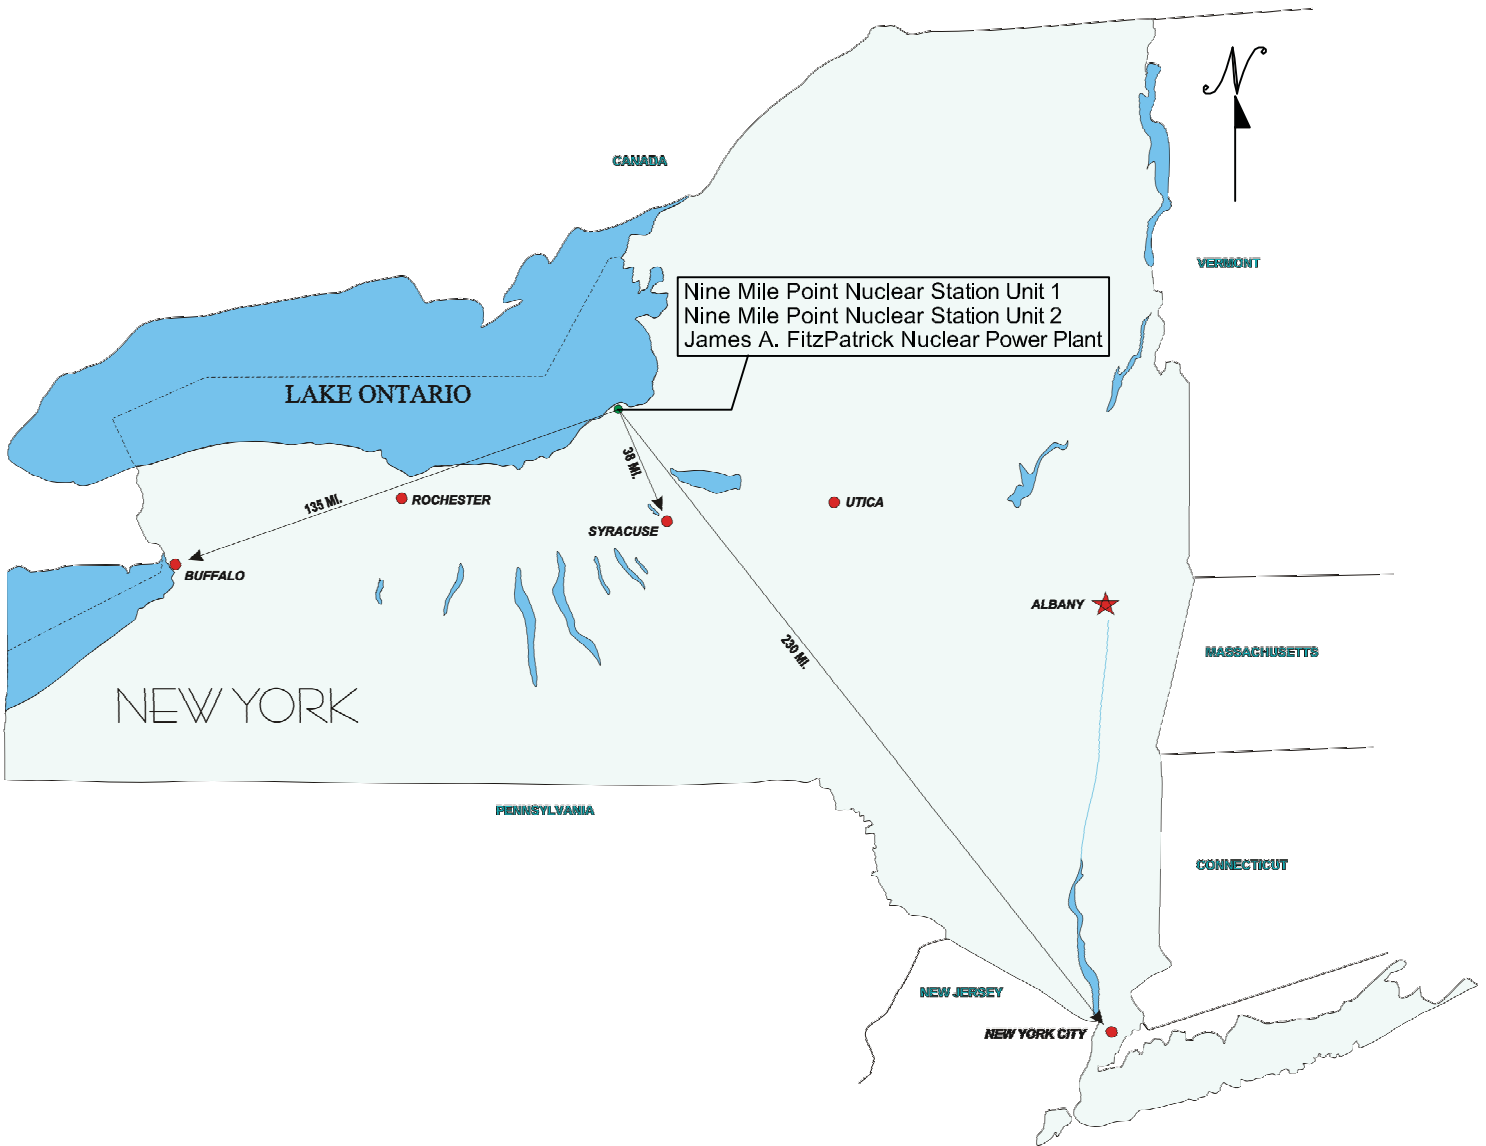 N
CANADA
VERMONT
Nine Mile Point Nuclear Station Unit 1
Nine Mile Point Nuclear Station Unit 2
James A. FitzPatrick Nuclear Power Plant
LAKE ONTARIO
38 MI.
135 MI.
ROCHESTER
UTICA
SYRACUSE
BUFFALO
ALBANY
230 MI.
MASSACHUSETTS
NEW YORK
PENNSYLVANIA
CONNECTICUT
NEW JERSEY
NEW YORK CITY